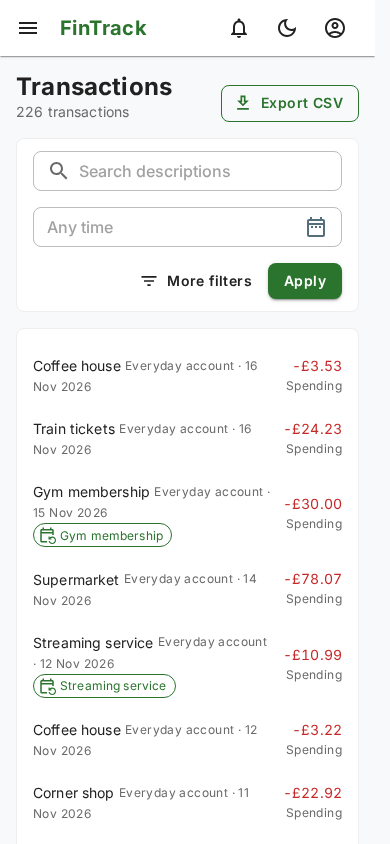 FinTrack
Transactions
226 transactions
Export CSV
Search descriptions
Any time
More filters
Apply
Coffee house Everyday account · 16
Nov 2026
-£3.53
Spending
Train tickets Everyday account · 16
Nov 2026
-£24.23
Spending
Gym membership Everyday account ·
15 Nov 2026
Gym membership
-£30.00
Spending
Supermarket Everyday account · 14
Nov 2026
-£78.07
Spending
Streaming service Everyday account
· 12 Nov 2026
Streaming service
-£10.99
Spending
Coffee house Everyday account · 12
Nov 2026
-£3.22
Spending
Corner shop Everyday account · 11
Nov 2026
-£22.92
Spending